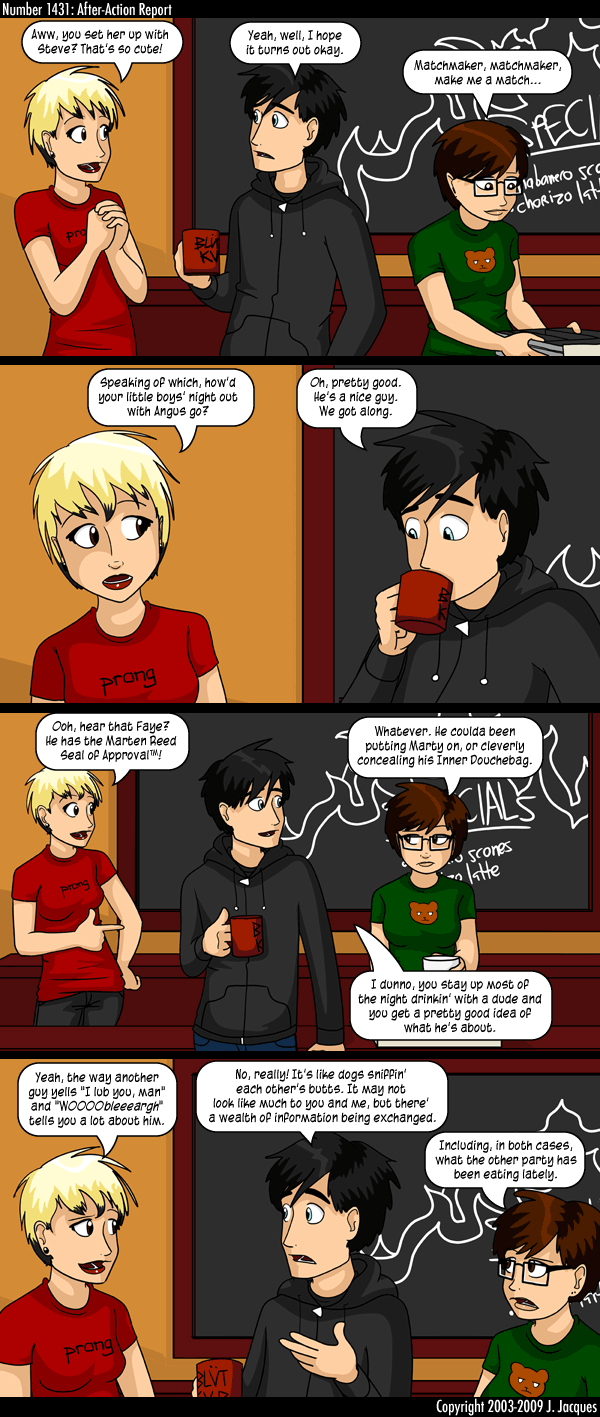 Number 1431: After-Action Report
Aww, you set her up with
Steve? That's so cute!
Yeah, well, I hope
it turns out okay.
Matchmaker, matchmaker,
make me a match...
SPECI
habanero sco
chorizo latt
prong
BLÜ
KV
Speaking of which, how'd
your little boys' night out
with Angus go?
Oh, pretty good.
He's a nice guy.
We got along.
prong
Ooh, hear that Faye?
He has the Marten Reed
Seal of Approval™!
Whatever. He coulda been
putting Marty on, or cleverly
concealing his Inner Douchebag.
CIALS
scones
latte
prong
B
K
I dunno, you stay up most of
the night drinkin' with a dude and
you get a pretty good idea of
what he's about.
Yeah, the way another
guy yells "I lub you, man"
and "WOOOObleeeargh"
tells you a lot about him.
No, really! It's like dogs sniffin'
each other's butts. It may not
look like much to you and me, but there'
a wealth of information being exchanged.
Including, in both cases,
what the other party has
been eating lately.
prong
BLÜT
Copyright 2003-2009 J. Jacques